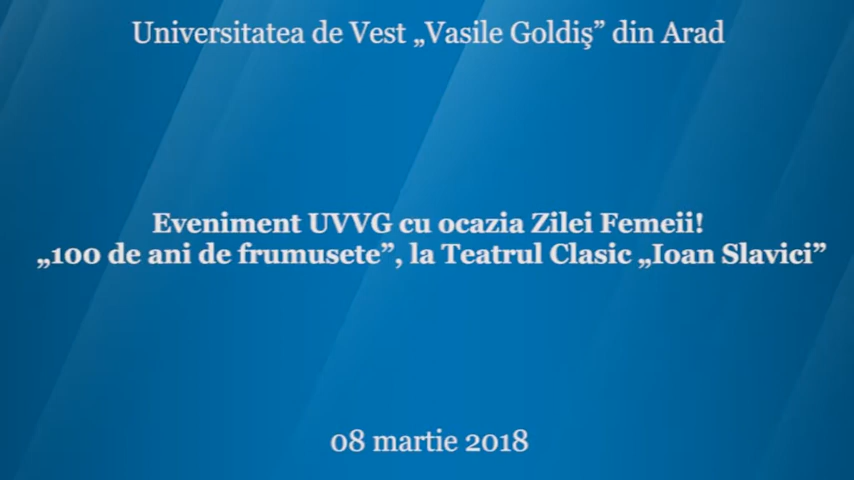 Universitatea de Vest „Vasile Goldiş” din Arad
Eveniment UVVG cu ocazia Zilei Femeii!
„100 de ani de frumusete”, la Teatrul Clasic „Ioan Slavici”
08 martie 2018